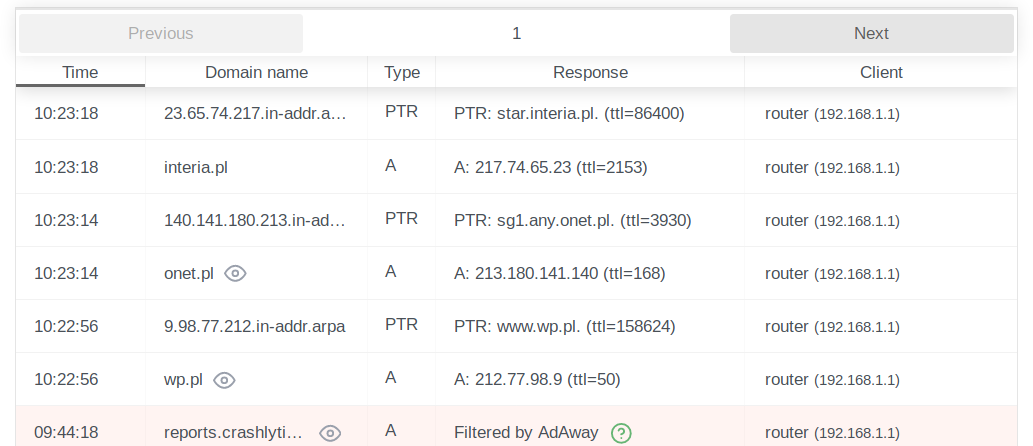 Previous 1 Next
Time Domain name Type Response Client
10:23:18 23.65.74.217.in-addr.a… PTR PTR: star.interia.pl. (ttl=86400) router (192.168.1.1)
10:23:18 interia.pl A A: 217.74.65.23 (ttl=2153) router (192.168.1.1)
10:23:14 140.141.180.213.in-ad… PTR PTR: sg1.any.onet.pl. (ttl=3930) router (192.168.1.1)
10:23:14 onet.pl A A: 213.180.141.140 (ttl=168) router (192.168.1.1)
10:22:56 9.98.77.212.in-addr.arpa PTR PTR: www.wp.pl. (ttl=158624) router (192.168.1.1)
10:22:56 wp.pl A A: 212.77.98.9 (ttl=50) router (192.168.1.1)
09:44:18 reports.crashlyti… A Filtered by AdAway ? router (192.168.1.1)